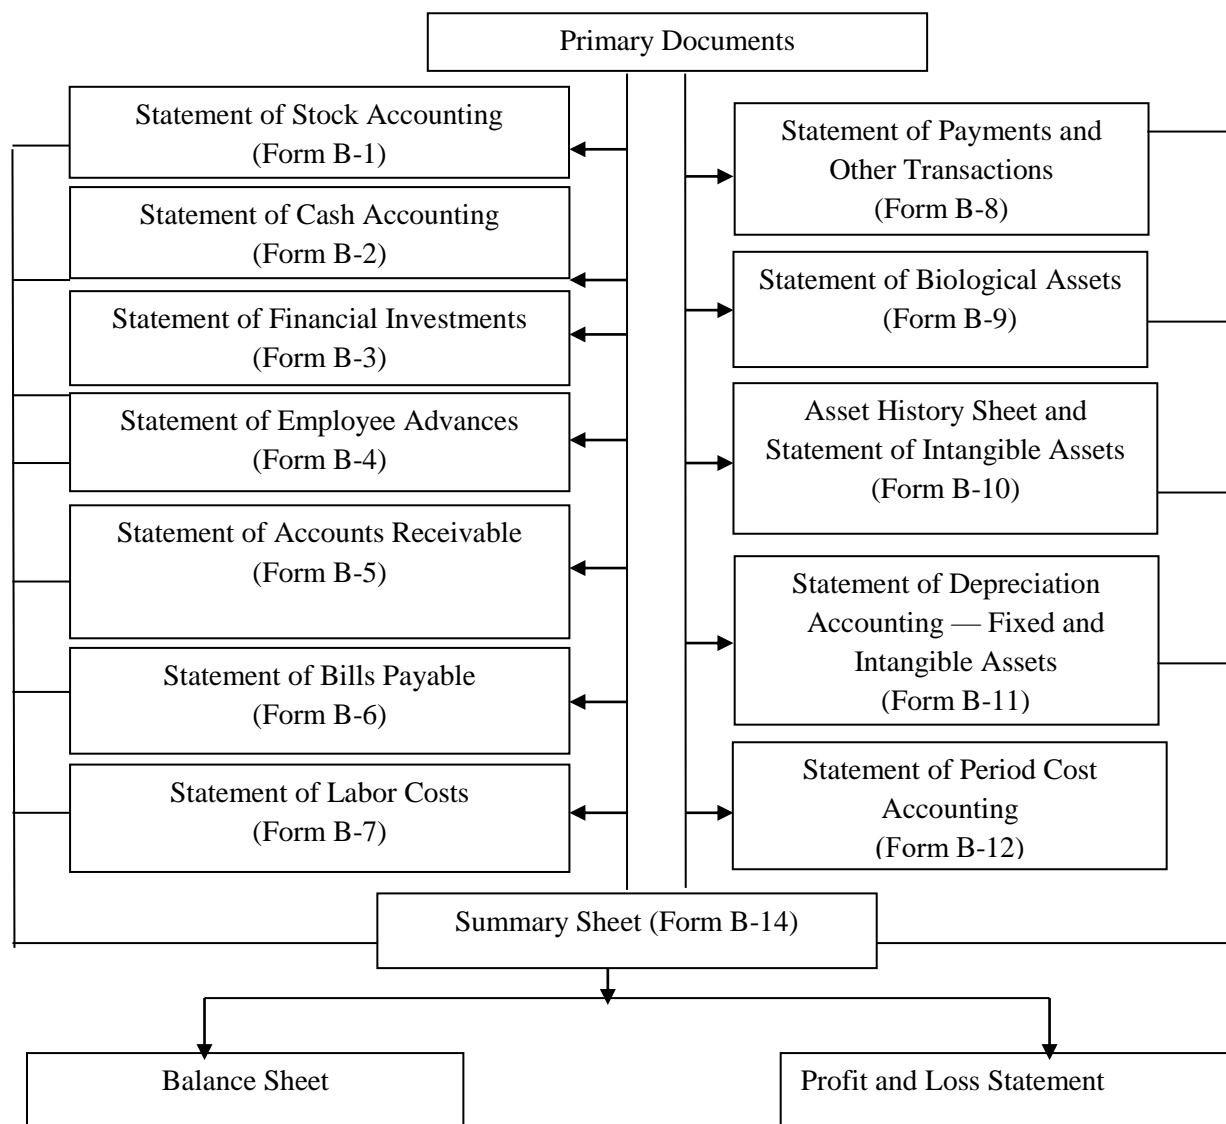 Primary Documents
Statement of Stock Accounting
(Form B-1)
Statement of Cash Accounting
(Form B-2)
Statement of Financial Investments
(Form B-3)
Statement of Employee Advances
(Form B-4)
Statement of Accounts Receivable
(Form B-5)
Statement of Bills Payable
(Form B-6)
Statement of Labor Costs
(Form B-7)
Statement of Payments and
Other Transactions
(Form B-8)
Statement of Biological Assets
(Form B-9)
Asset History Sheet and
Statement of Intangible Assets
(Form B-10)
Statement of Depreciation
Accounting — Fixed and
Intangible Assets
(Form B-11)
Statement of Period Cost
Accounting
(Form B-12)
Summary Sheet (Form B-14)
Balance Sheet
Profit and Loss Statement